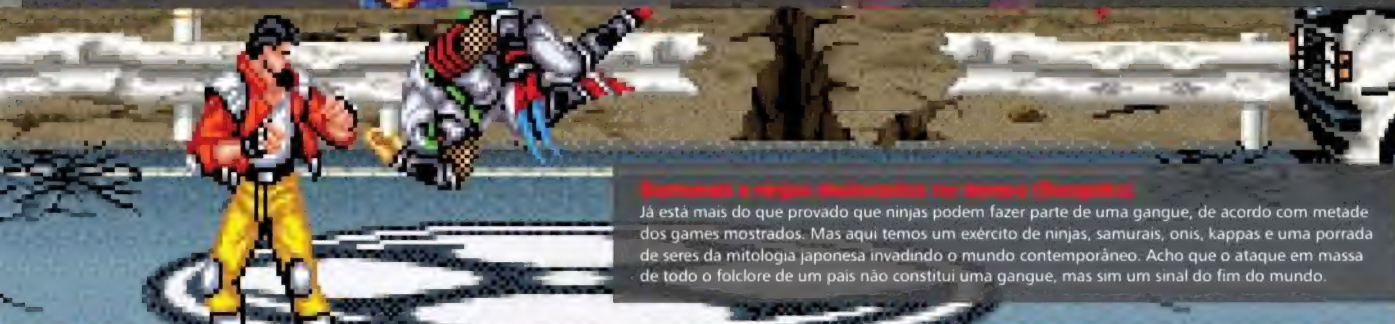 Já está mais do que provado que ninjas podem fazer parte de uma gangue, de acordo com metade
dos games mostrados. Mas aqui temos um exército de ninjas, samurais, onis, kappas e uma porrada
de seres da mitologia japonesa invadindo o mundo contemporâneo. Acho que o ataque em massa
de todo o folclore de um país não constitui uma gangue, mas sim um sinal do fim do mundo.